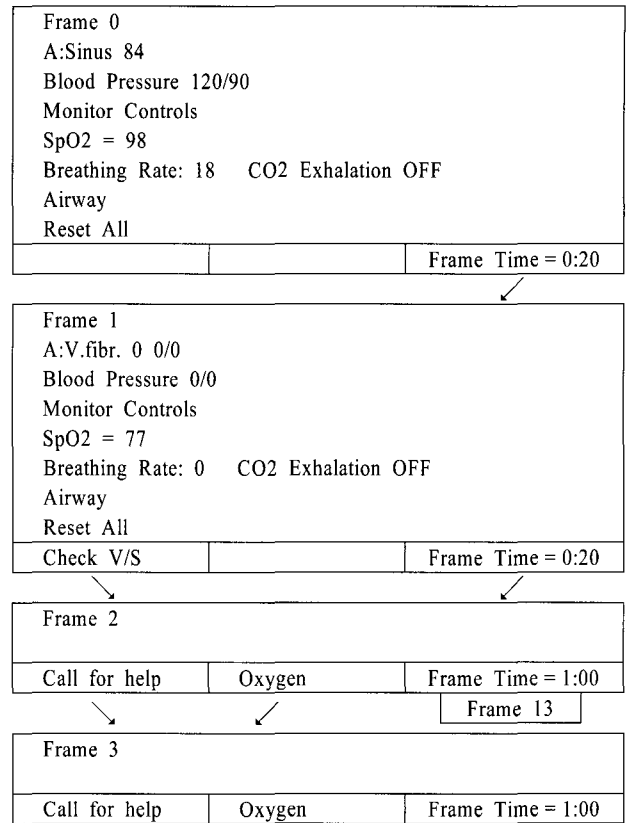 Frame 0
A:Sinus 84
Blood Pressure 120/90
Monitor Controls
SpO2 = 98
Breathing Rate: 18 CO2 Exhalation OFF
Airway
Reset All
Frame Time = 0:20
Frame 1
A:V.fibr. 0 0/0
Blood Pressure 0/0
Monitor Controls
SpO2 = 77
Breathing Rate: 0 CO2 Exhalation OFF
Airway
Reset All
Check V/S Frame Time = 0:20
Frame 2
Call for help Oxygen Frame Time = 1:00
Frame 13
Frame 3
Call for help Oxygen Frame Time = 1:00